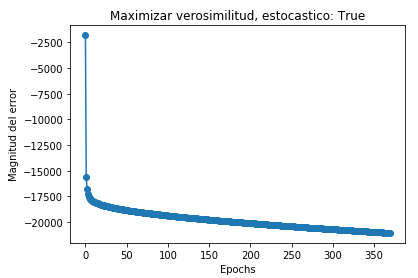 Maximizar verosimilitud, estocastico: True
Magnitud del error
−2500
−5000
−7500
−10000
−12500
−15000
−17500
−20000
0 50 100 150 200 250 300 350
Epochs